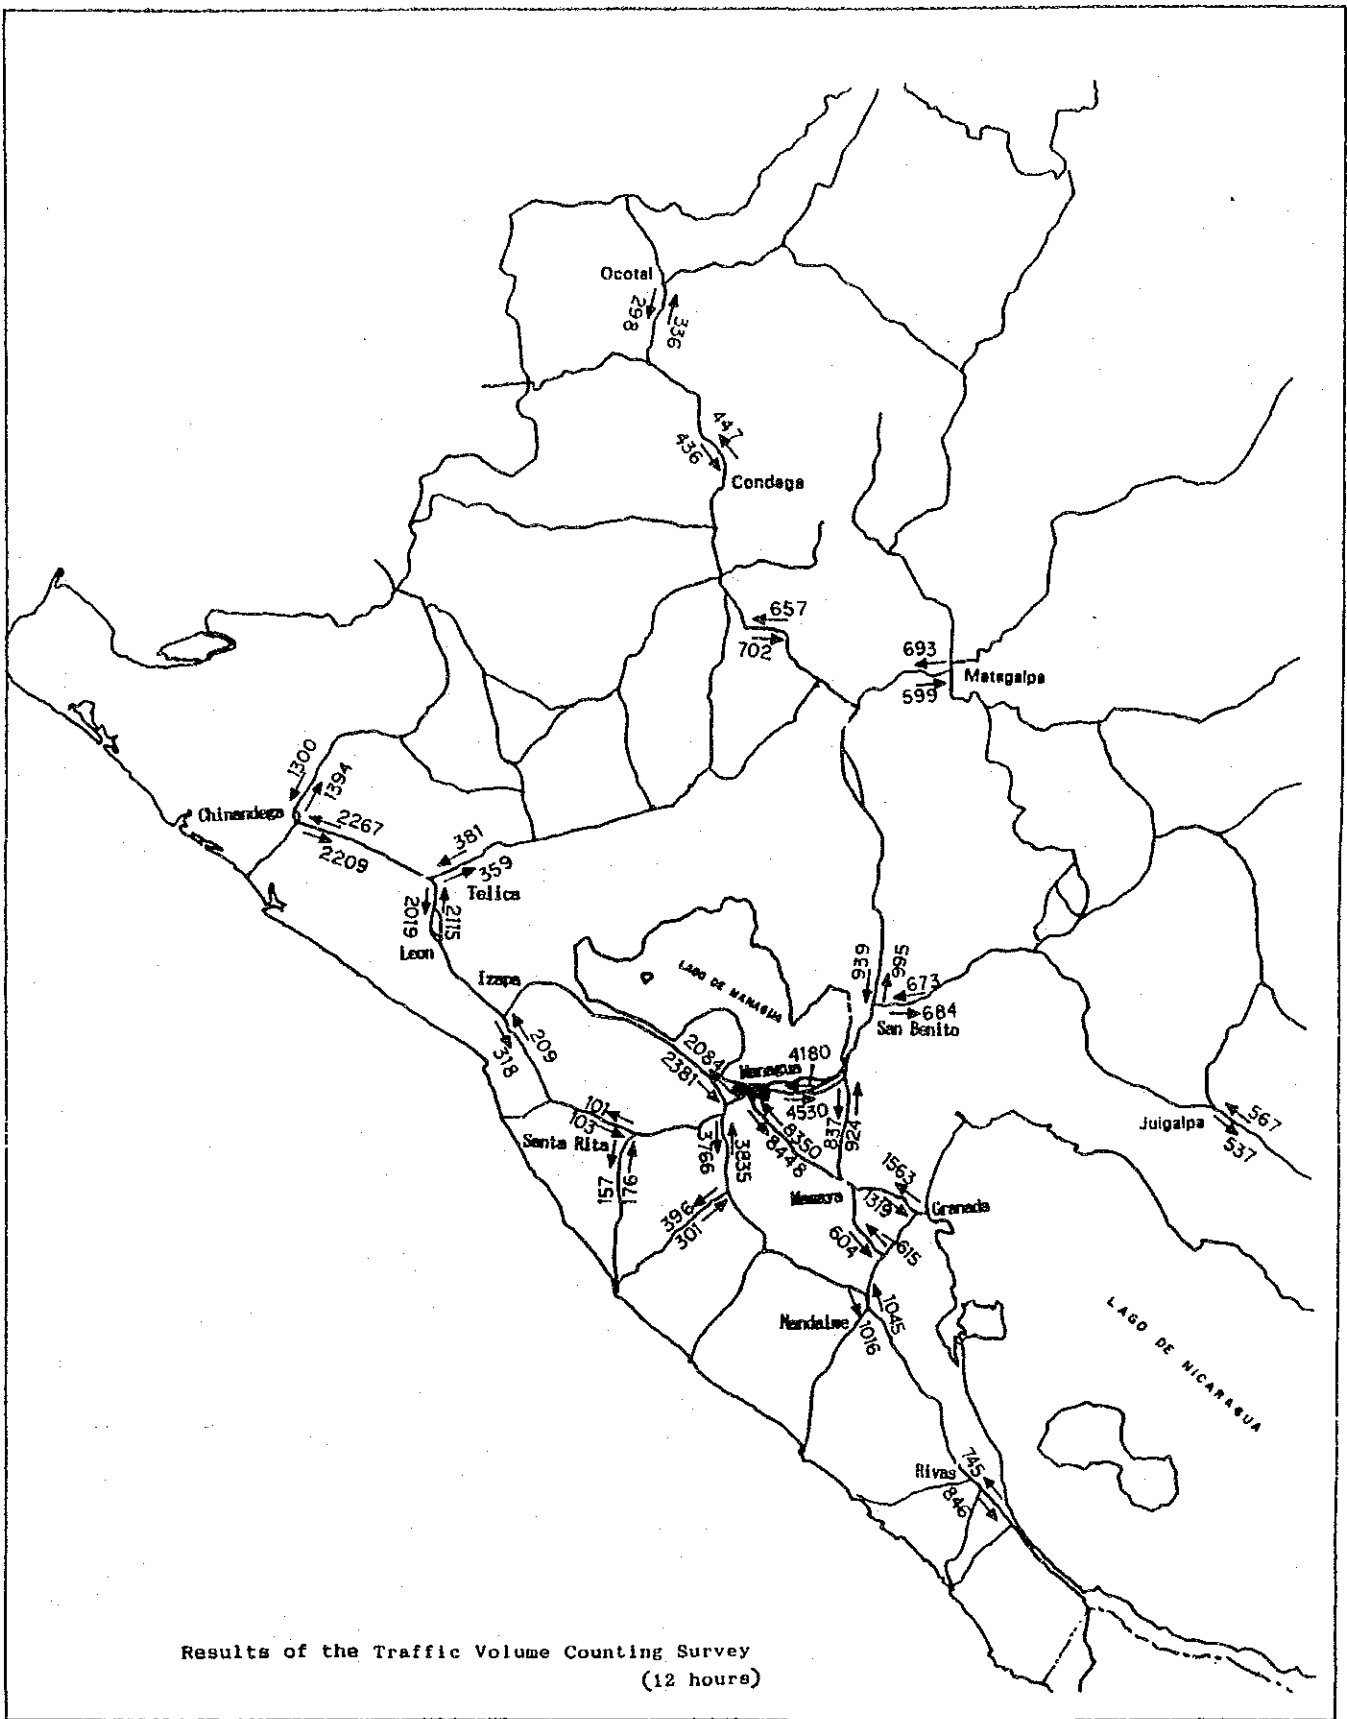 Ocotal
298
336
447
436
Condega
657
702
693
Matagalpa
599
1300
1394
Chinandega
2267
2209
381
359
Telica
2019
2115
Leon
Izapa
LAGO DE MANAGUA
939
995
673
684
San Benito
318
209
2084
2381
Managua
4180
4530
8350
8448
837
924
101
103
Santa Rita
157
176
3766
3835
396
301
Juigalpa
567
537
1563
1319
Masaya
Granada
604
615
Nandaime
1045
1016
LAGO DE NICARAGUA
745
Rivas
846
Results of the Traffic Volume Counting Survey
(12 hours)